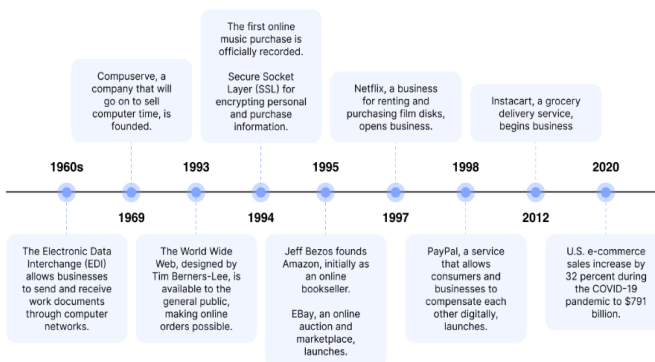 The first online
music purchase is
officially recorded.
Secure Socket
Layer (SSL) for
encrypting personal
and purchase
information.
Compuserve, a
company that will
go on to sell
computer time, is
founded.
Netflix, a business
for renting and
purchasing film disks,
opens business.
Instacart, a grocery
delivery service,
begins business
1960s
1993
1995
1998
2020
1969
1994
1997
2012
The Electronic Data
Interchange (EDI)
allows businesses
to send and receive
work documents
through computer
networks.
The World Wide
Web, designed by
Tim Berners-Lee, is
available to the
general public,
making online
orders possible.
Jeff Bezos founds
Amazon, initially as
an online
bookseller.
EBay, an online
auction and
marketplace,
launches.
PayPal, a service
that allows
consumers and
businesses to
compensate each
other digitally,
launches.
U.S. e-commerce
sales increase by
32 percent during
the COVID-19
pandemic to $791
billion.